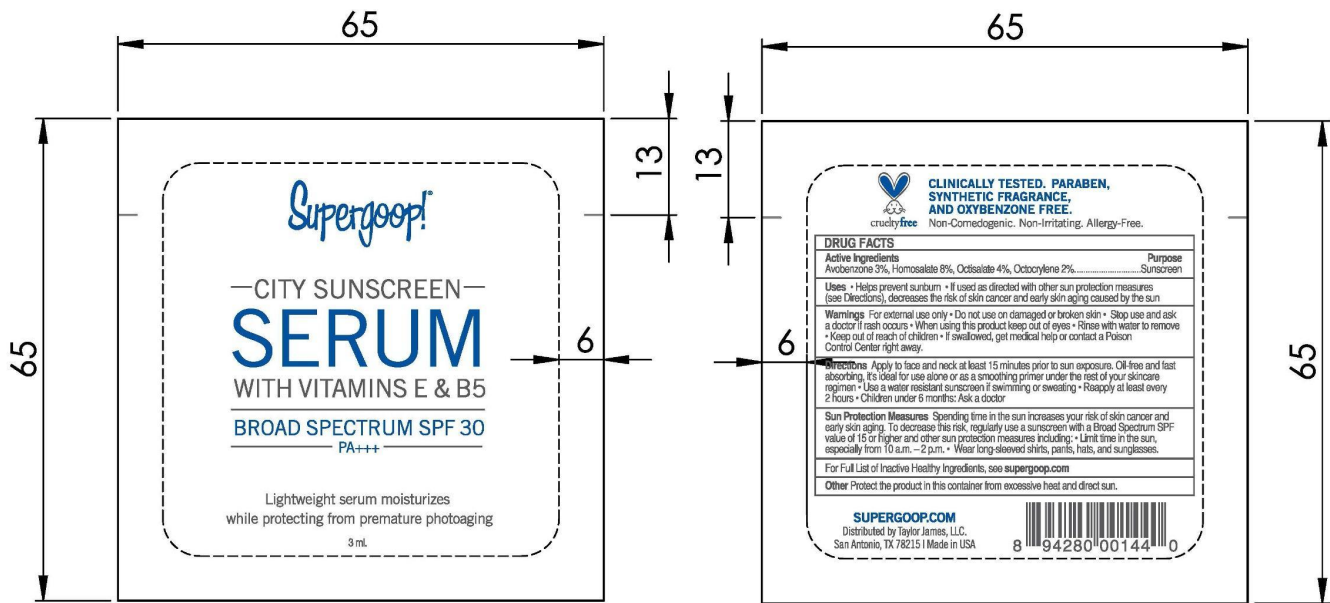 65
65
13
6
Supergoop!™
—CITY SUNSCREEN—
SERUM
WITH VITAMINS E & B5
BROAD SPECTRUM SPF 30
PA+++
Lightweight serum moisturizes
while protecting from premature photoaging
3 ml.
65
13
6
65
crueltyfree
CLINICALLY TESTED. PARABEN,
SYNTHETIC FRAGRANCE,
AND OXYBENZONE FREE.
Non-Comedogenic. Non-Irritating. Allergy-Free.
DRUG FACTS
Active Ingredients Purpose
Avobenzone 3%, Homosalate 8%, Octisalate 4%, Octocrylene 2%..............................Sunscreen
Uses • Helps prevent sunburn • If used as directed with other sun protection measures
(see Directions), decreases the risk of skin cancer and early skin aging caused by the sun
Warnings For external use only • Do not use on damaged or broken skin • Stop use and ask
a doctor if rash occurs • When using this product keep out of eyes • Rinse with water to remove
• Keep out of reach of children • If swallowed, get medical help or contact a Poison
Control Center right away.
Directions Apply to face and neck at least 15 minutes prior to sun exposure. Oil-free and fast
absorbing, it's ideal for use alone or as a smoothing primer under the rest of your skincare
regimen • Use a water resistant sunscreen if swimming or sweating • Reapply at least every
2 hours • Children under 6 months: Ask a doctor
Sun Protection Measures Spending time in the sun increases your risk of skin cancer and
early skin aging. To decrease this risk, regularly use a sunscreen with a Broad Spectrum SPF
value of 15 or higher and other sun protection measures including: • Limit time in the sun,
especially from 10 a.m. – 2 p.m. • Wear long-sleeved shirts, pants, hats, and sunglasses.
For Full List of Inactive Healthy Ingredients, see supergoop.com
Other Protect the product in this container from excessive heat and direct sun.
SUPERGOOP.COM
Distributed by Taylor James, LLC.
San Antonio, TX 78215 | Made in USA
8 94280 00144 0